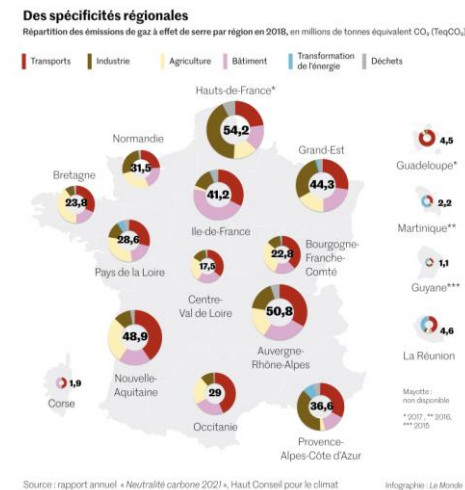 Des spécificités régionales
Répartition des émissions de gaz à effet de serre par région en 2018, en millions de tonnes équivalent CO₂ (TeqCO₂)
Transports Industrie Agriculture Bâtiment Transformation de l'énergie Déchets
Hauts-de-France*
54,2
Normandie
31,5
Grand-Est
44,3
Bretagne
23,8
41,2
Ile-de-France
28,6
Pays de la Loire
17,5
Centre-
Val de Loire
22,8
Bourgogne-
Franche-
Comté
50,8
Auvergne-
Rhône-Alpes
48,9
Nouvelle-
Aquitaine
1,9
Corse
29
Occitanie
36,6
Provence-
Alpes-Côte d'Azur
4,5
Guadeloupe*
2,2
Martinique**
1,1
Guyane***
4,6
La Réunion
Mayotte :
non disponible
* 2017, ** 2016,
*** 2015
Source : rapport annuel « Neutralité carbone 2021 », Haut Conseil pour le climat
Infographie : Le Monde